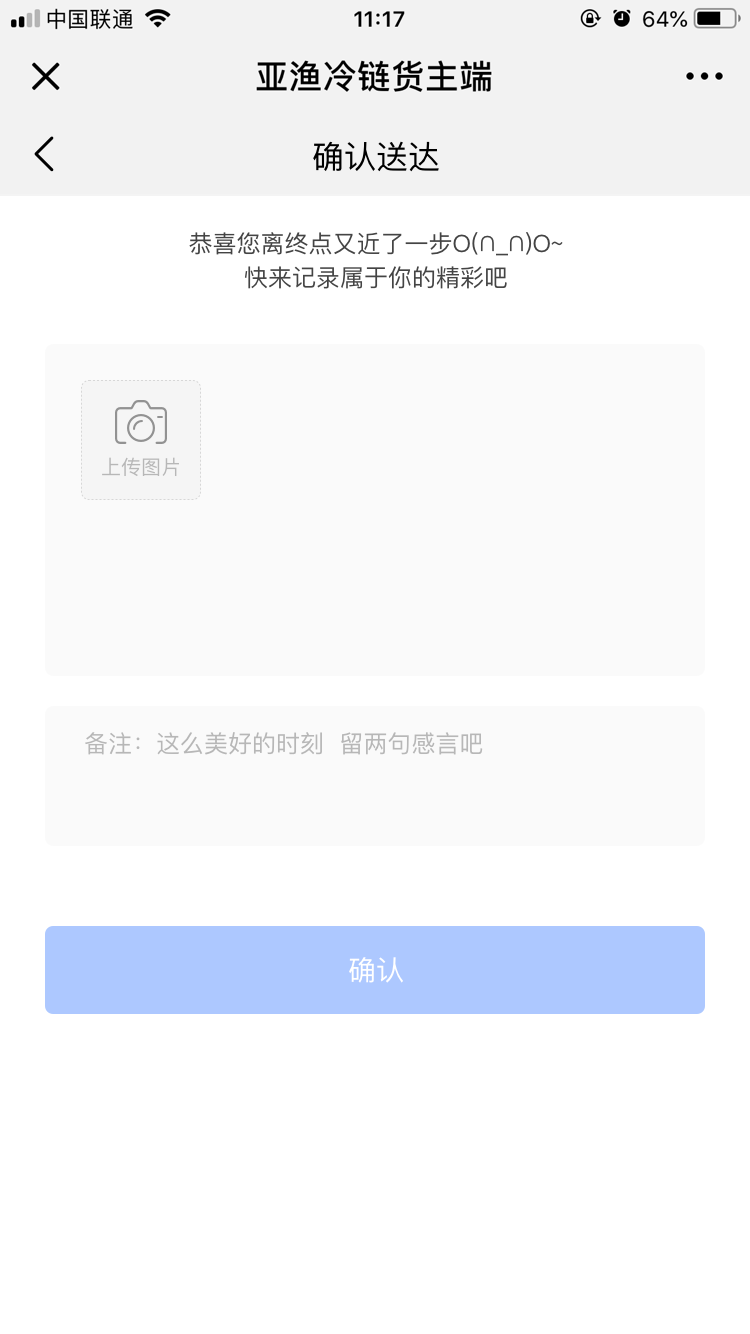 中国联通 11:17 64%
亚渔冷链货主端
确认送达
恭喜您离终点又近了一步O(∩_∩)O~
快来记录属于你的精彩吧
上传图片
备注：这么美好的时刻 留两句感言吧
确认